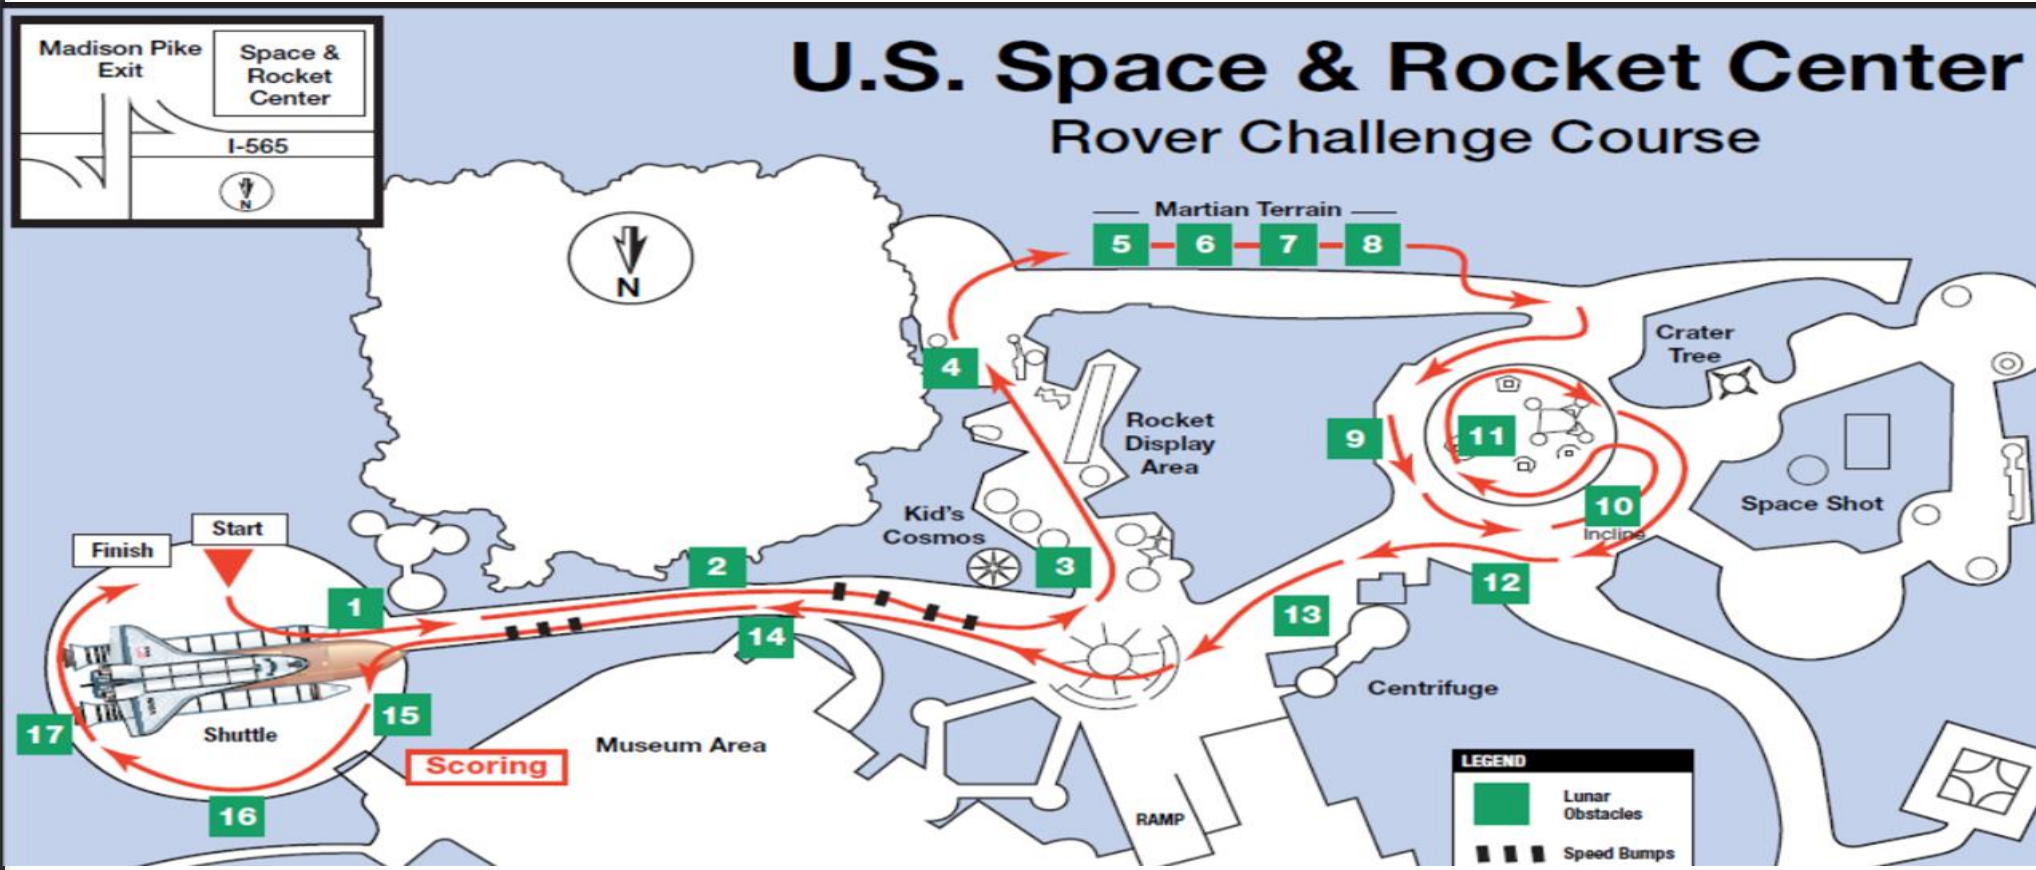 Madison Pike
Exit
Space &
Rocket
Center
I-565
N
U.S. Space & Rocket Center
Rover Challenge Course
N
Martian Terrain
5
6
7
8
Crater
Tree
4
Rocket
Display
Area
9
11
10
Incline
Space Shot
Kid's
Cosmos
Start
Finish
1
2
3
12
13
14
Centrifuge
15
17
Shuttle
Museum Area
Scoring
16
RAMP
LEGEND
Lunar
Obstacles
Speed Bumps